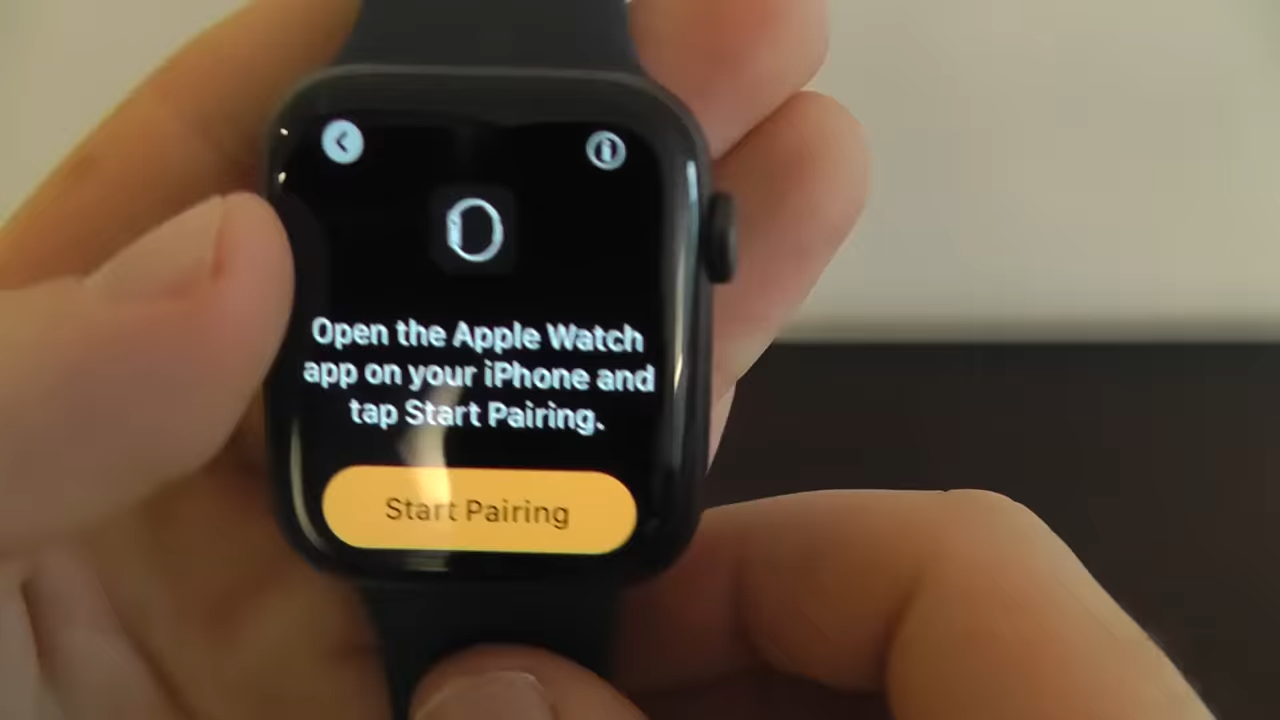 Open the Apple Watch
app on your iPhone and
tap Start Pairing.
Start Pairing